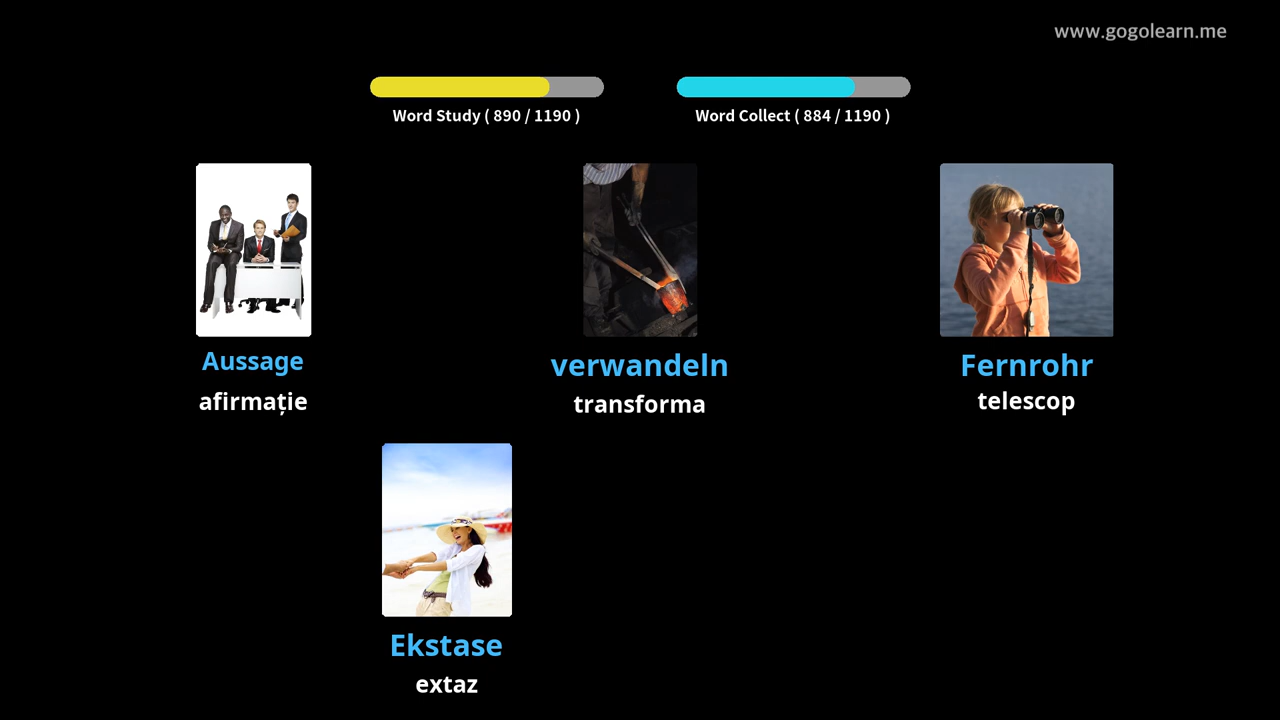 www.gogolearn.me
Word Study ( 890 / 1190 )
Word Collect ( 884 / 1190 )
Aussage
afirmație
verwandeln
transforma
Fernrohr
telescop
Ekstase
extaz